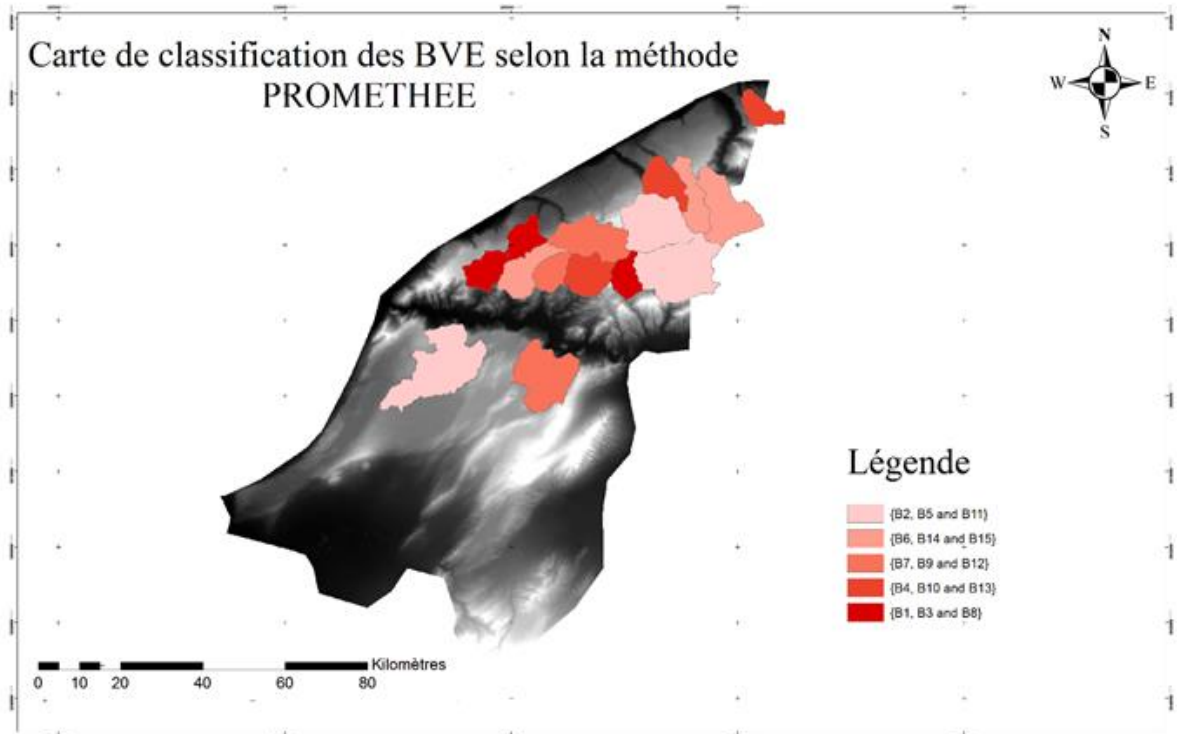 Carte de classification des BVE selon la méthode
PROMETHEE
N
W E
S
Légende
{B2, B5 and B11}
{B6, B14 and B15}
{B7, B9 and B12}
{B4, B10 and B13}
{B1, B3 and B8}
Kilomètres
0 10 20 40 60 80